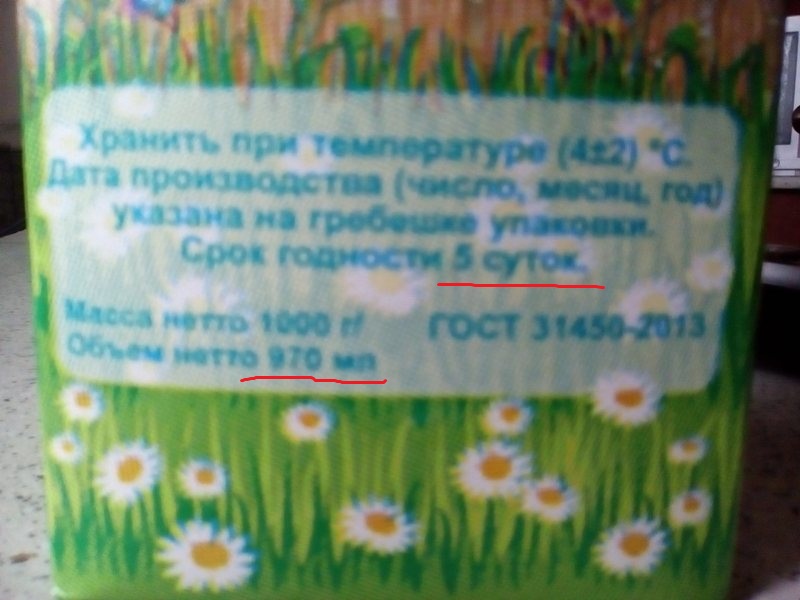 Хранить при температуре (4±2) °С.
Дата производства (число, месяц, год)
указана на гребешке упаковки.
Срок годности 5 суток.
Масса нетто 1000 г/ ГОСТ 31450-2013
Объем нетто 970 мл